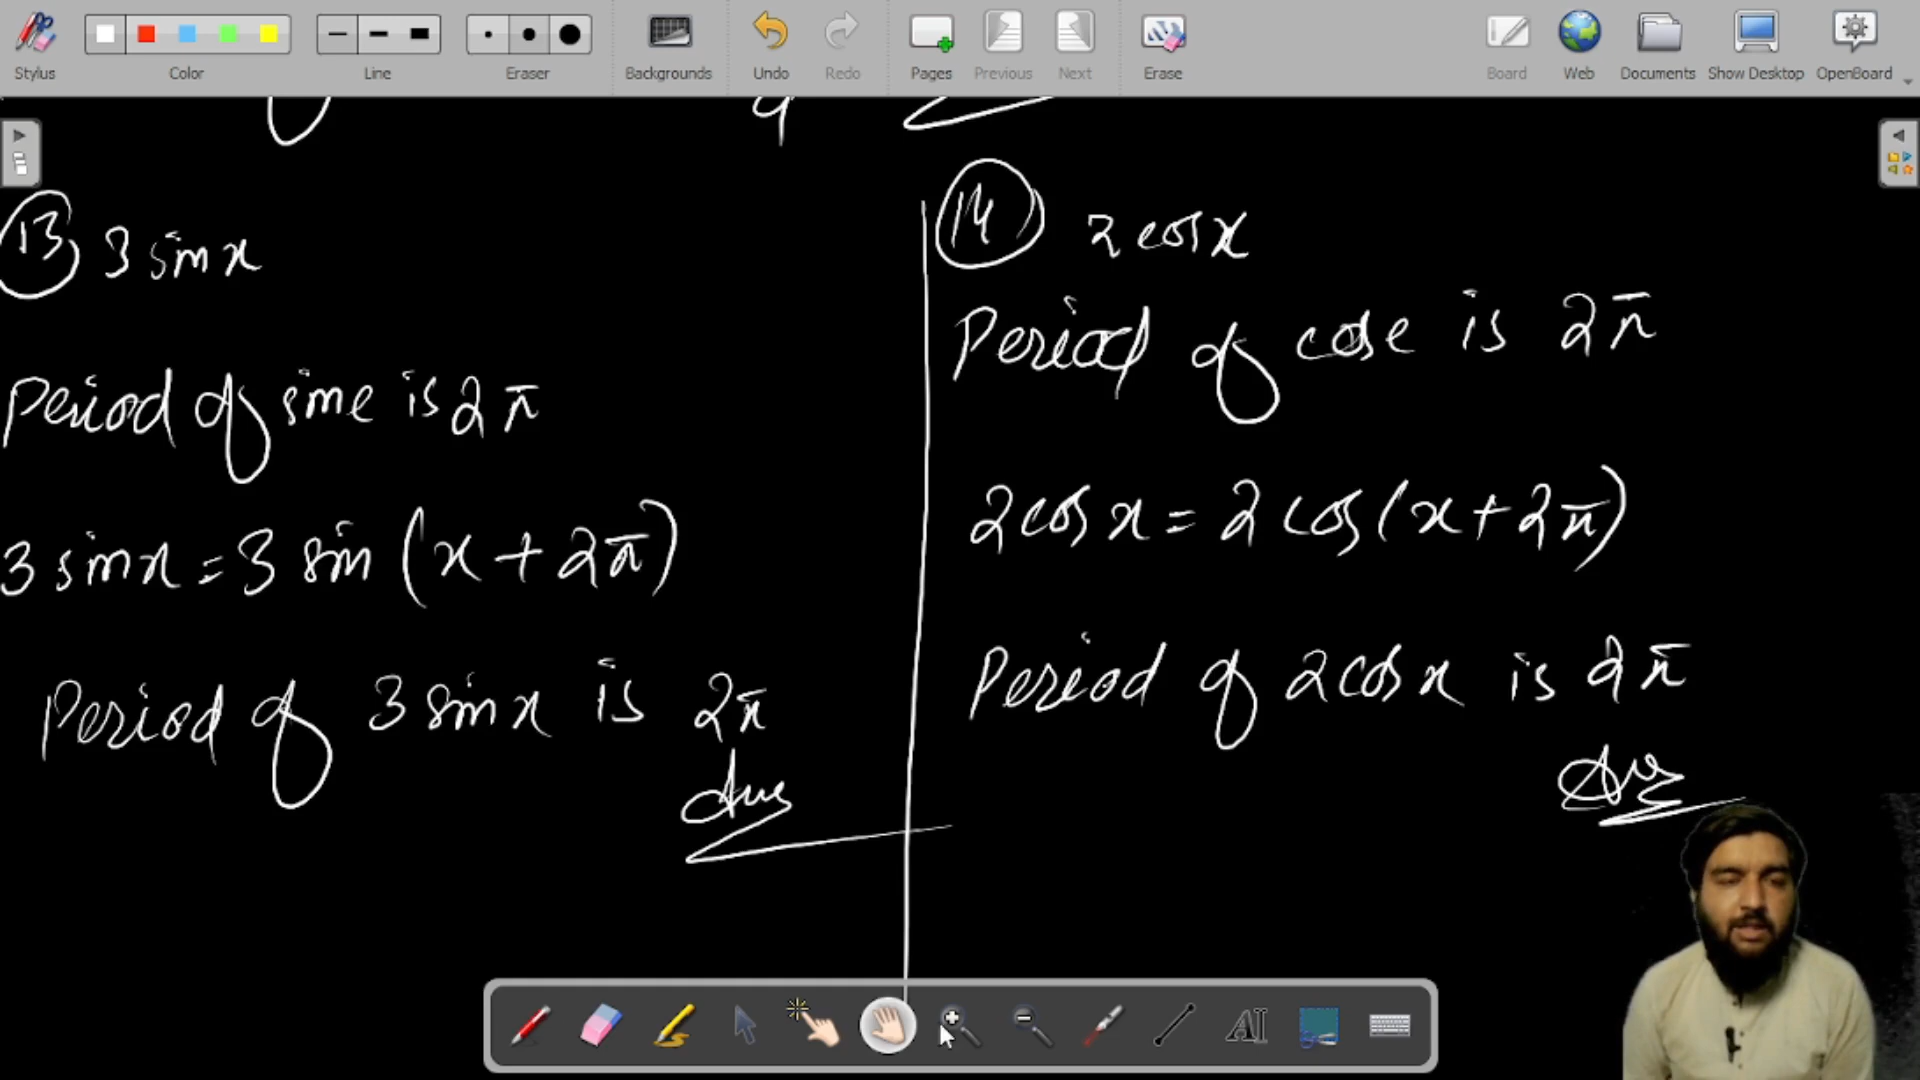 Stylus
Color
Line
Eraser
Backgrounds
Undo
Redo
Pages
Previous
Next
Erase
Board
Web
Documents
Show Desktop
OpenBoard
13 3 sin x
Period of sine is 2π
3 sin x = 3 sin (x + 2π)
Period of 3 sin x is 2π
Ans
14 2 cos x
Period of cose is 2π
2 cos x = 2 cos (x + 2π)
Period of 2 cos x is 2π
Ans
AI